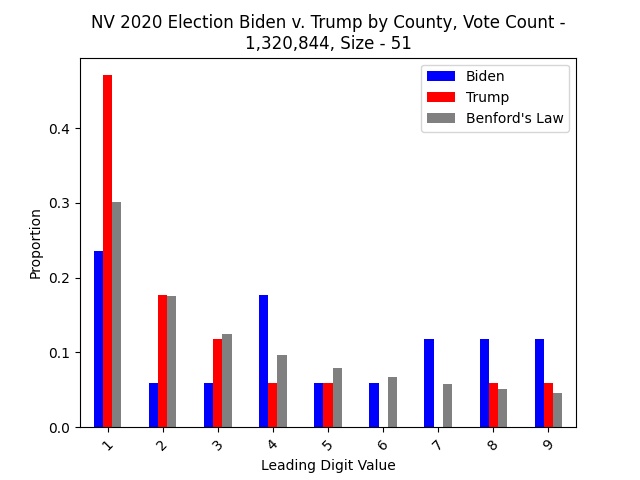 NV 2020 Election Biden v. Trump by County, Vote Count -
1,320,844, Size - 51
Biden
Trump
Benford's Law
Proportion
0.4
0.3
0.2
0.1
0.0
1 2 3 4 5 6 7 8 9
Leading Digit Value